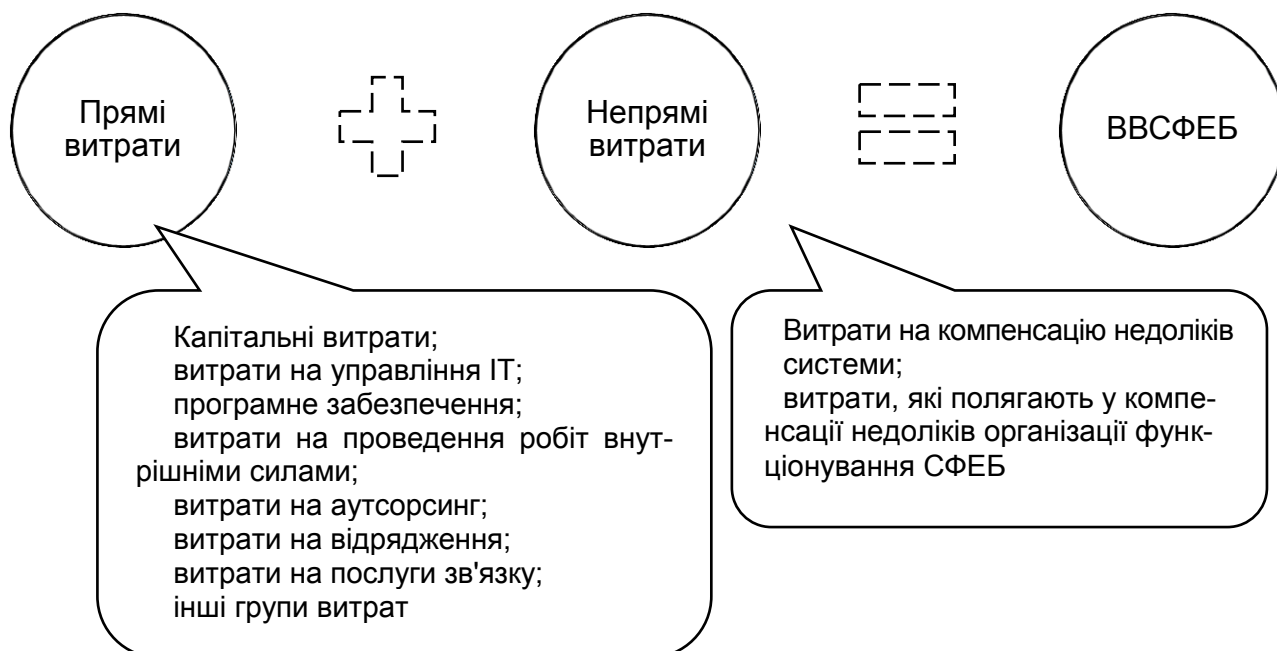 Прямі
витрати
Непрямі
витрати
ВВСФЕБ
Капітальні витрати;
витрати на управління ІТ;
програмне забезпечення;
витрати на проведення робіт внут-
рішніми силами;
витрати на аутсорсинг;
витрати на відрядження;
витрати на послуги зв'язку;
інші групи витрат
Витрати на компенсацію недоліків
системи;
витрати, які полягають у компе-
нсації недоліків організації функ-
ціонування СФЕБ